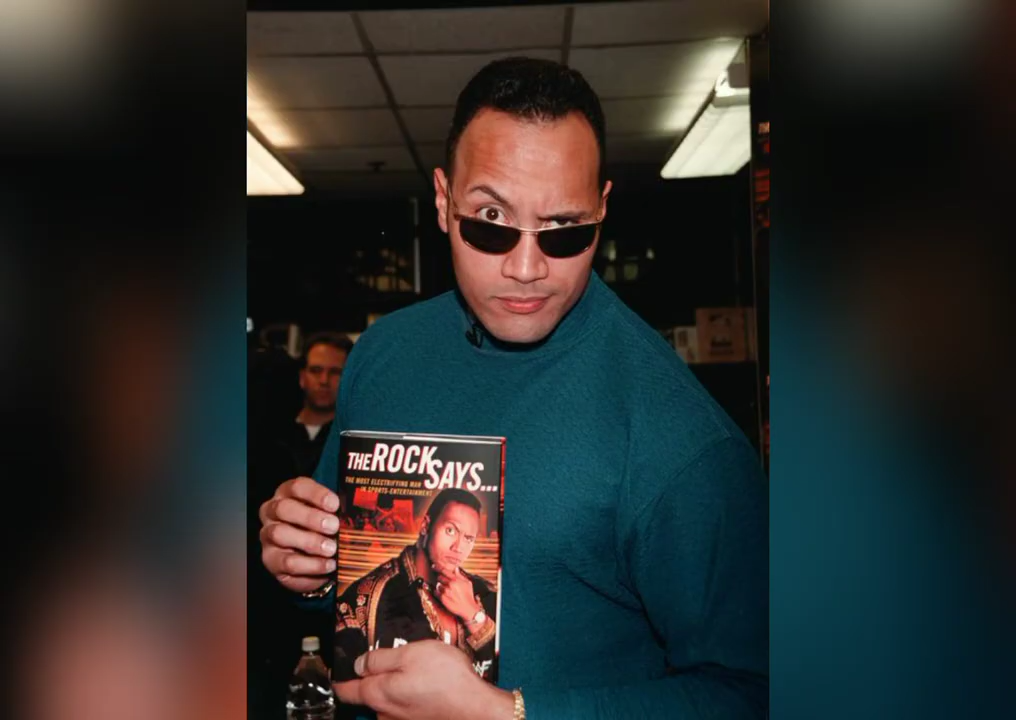 THE ROCK
SAYS...
THE MOST ELECTRIFYING MAN
IN SPORTS-ENTERTAINMENT